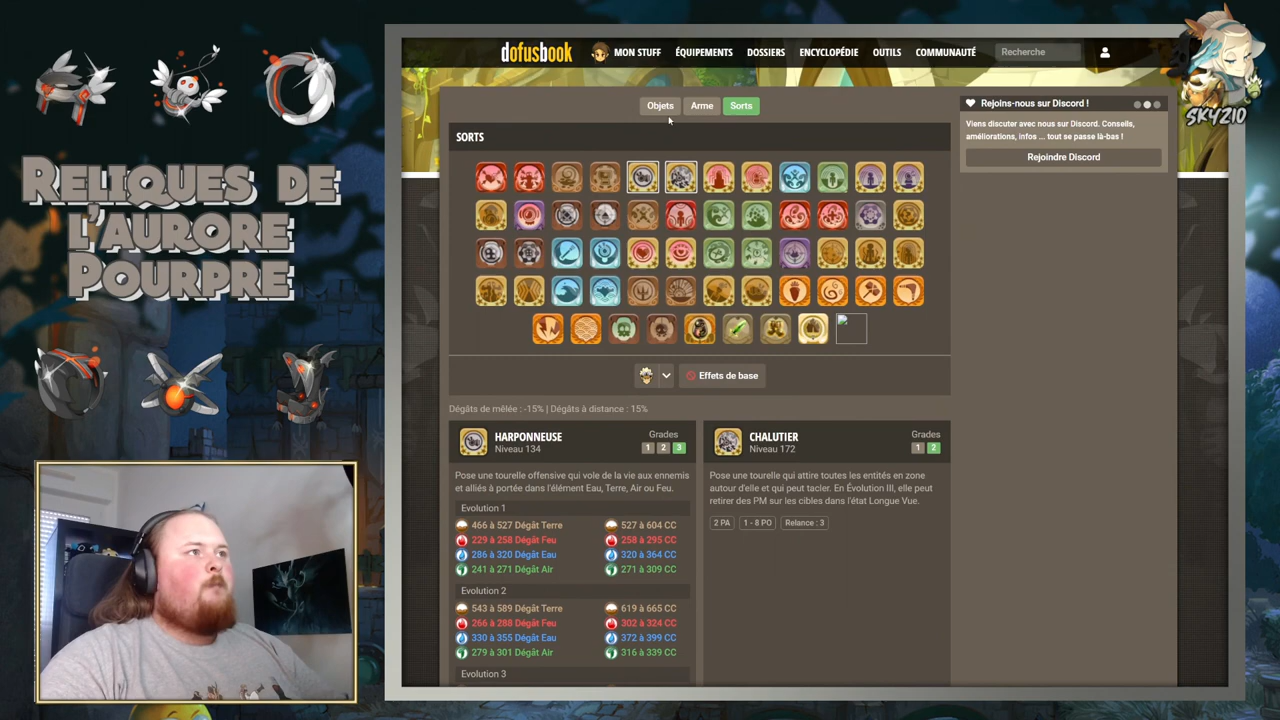 RELIQUES DE
L'AURORE
POURPRE
SKYZIO
dofusbook
MON STUFF
ÉQUIPEMENTS
DOSSIERS
ENCYCLOPÉDIE
OUTILS
COMMUNAUTÉ
Recherche
Objets
Arme
Sorts
Rejoins-nous sur Discord !
Viens discuter avec nous sur Discord. Conseils,
améliorations, infos ... tout se passe là-bas !
Rejoindre Discord
SORTS
Effets de base
Dégâts de mêlée : -15% | Dégâts à distance : 15%
HARPONNEUSE
Niveau 134
Grades
1 2 3
Pose une tourelle offensive qui vole de la vie aux ennemis
et alliés à portée dans l'élément Eau, Terre, Air ou Feu.
Evolution 1
466 à 527 Dégât Terre 527 à 604 CC
229 à 258 Dégât Feu 258 à 295 CC
286 à 320 Dégât Eau 320 à 364 CC
241 à 271 Dégât Air 271 à 309 CC
Evolution 2
543 à 589 Dégât Terre 619 à 665 CC
266 à 288 Dégât Feu 302 à 324 CC
330 à 355 Dégât Eau 372 à 399 CC
279 à 301 Dégât Air 316 à 339 CC
Evolution 3
CHALUTIER
Niveau 172
Grades
1 2
Pose une tourelle qui attire toutes les entités en zone
autour d'elle et qui peut tacler. En Évolution III, elle peut
retirer des PM sur les cibles dans l'état Longue Vue.
2 PA 1 - 8 PO Relance : 3